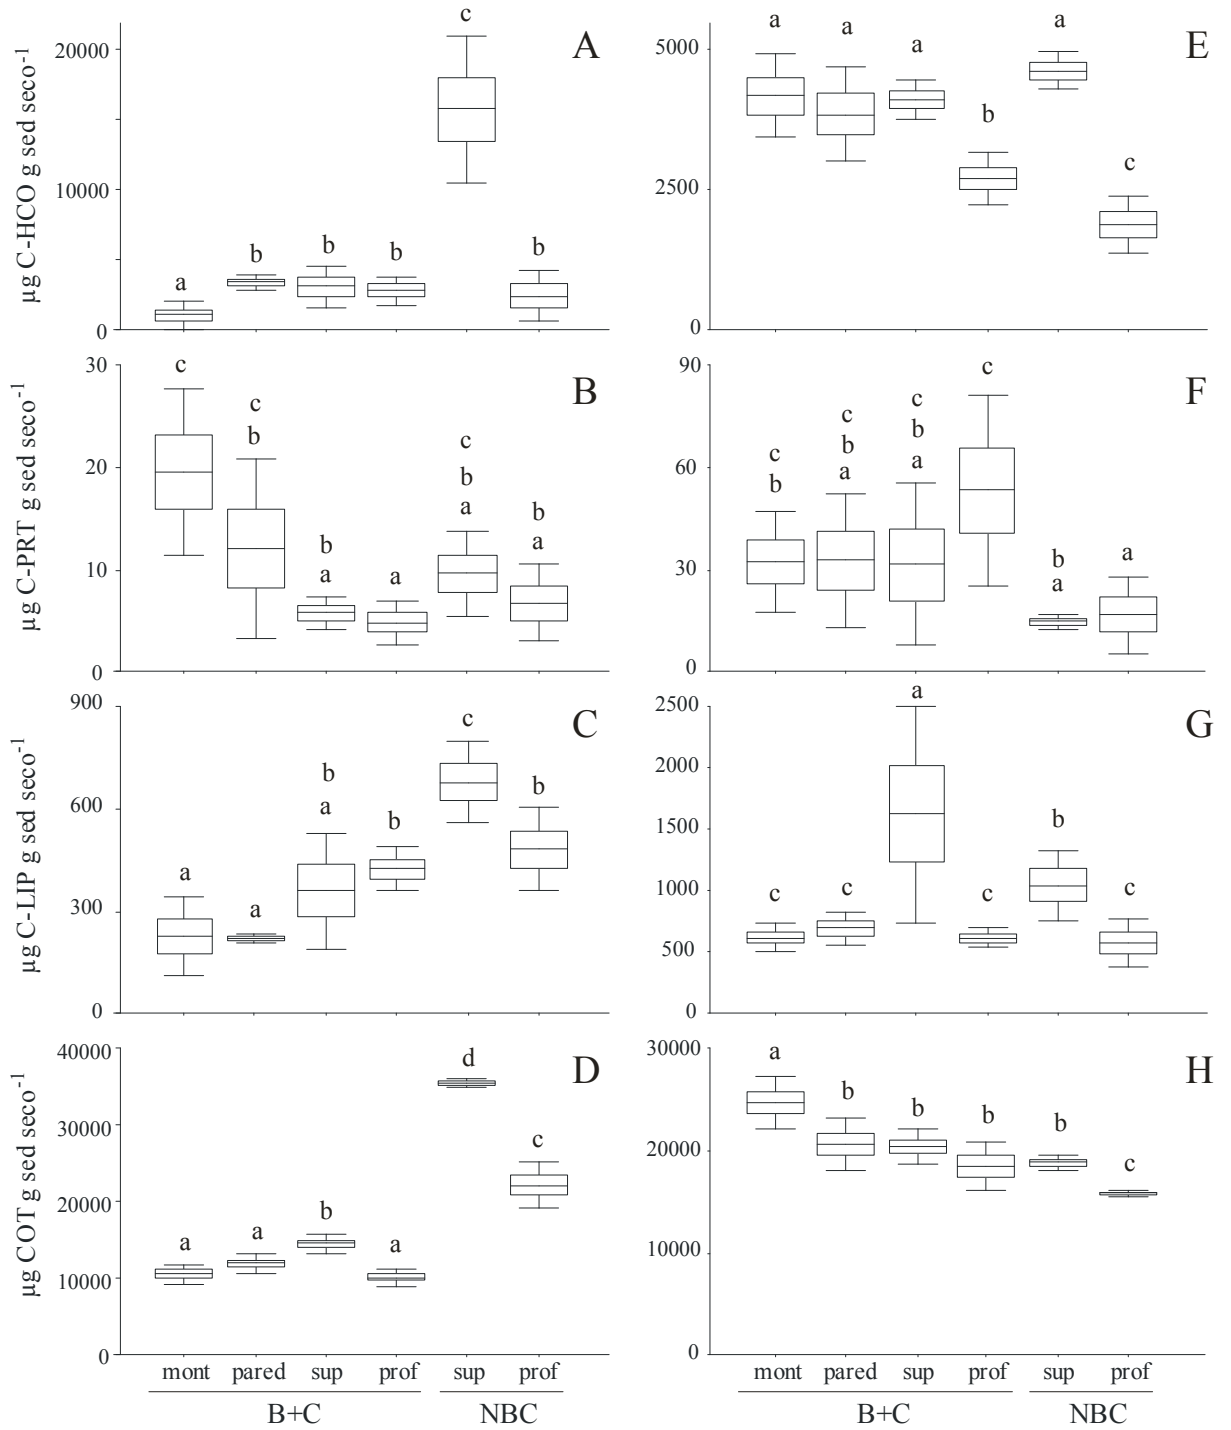 A
µg C-HCO g sed seco-1
20000
10000
0
a
b
b
b
c
b
E
5000
2500
0
a
a
a
b
a
c
B
µg C-PRT g sed seco-1
30
20
10
0
c
c
b
b
a
a
c
b
a
b
a
F
90
60
30
0
c
b
c
b
a
c
b
a
c
b
a
a
C
µg C-LIP g sed seco-1
900
600
300
0
a
a
b
a
b
c
b
G
2500
2000
1500
1000
500
0
c
c
a
c
b
c
D
µg COT g sed seco-1
40000
30000
20000
10000
0
a
a
b
a
d
c
H
30000
20000
10000
0
a
b
b
b
b
c
mont pared sup prof sup prof
B+C NBC
mont pared sup prof sup prof
B+C NBC